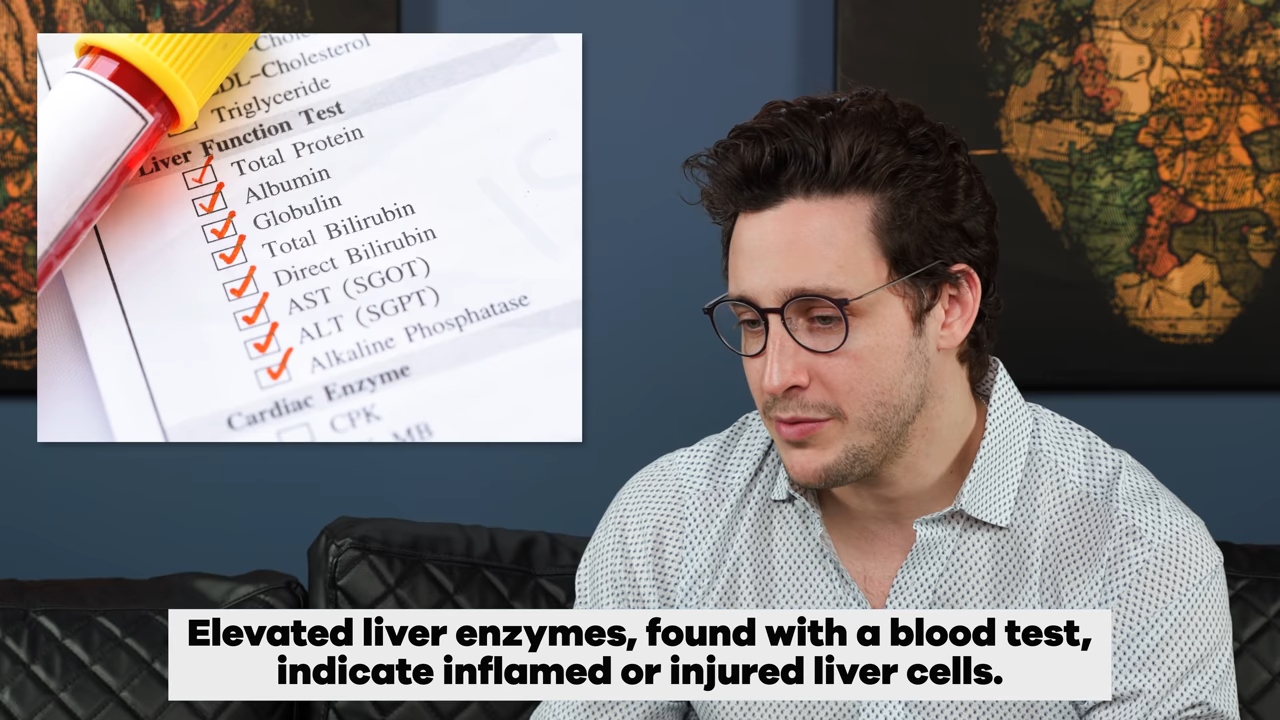 DL-Cholesterol
Triglyceride
Liver Function Test
Total Protein
Albumin
Globulin
Total Bilirubin
Direct Bilirubin
AST (SGOT)
ALT (SGPT)
Alkaline Phosphatase
Cardiac Enzyme
CPK
MB
Elevated liver enzymes, found with a blood test,
indicate inflamed or injured liver cells.